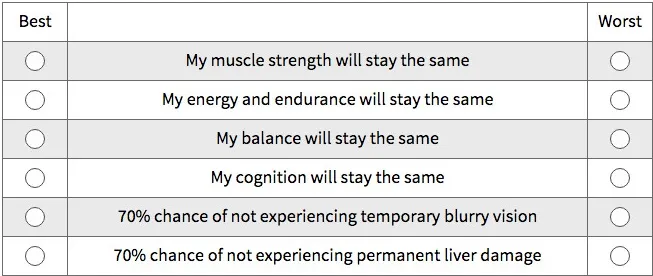 Best Worst
My muscle strength will stay the same
My energy and endurance will stay the same
My balance will stay the same
My cognition will stay the same
70% chance of not experiencing temporary blurry vision
70% chance of not experiencing permanent liver damage